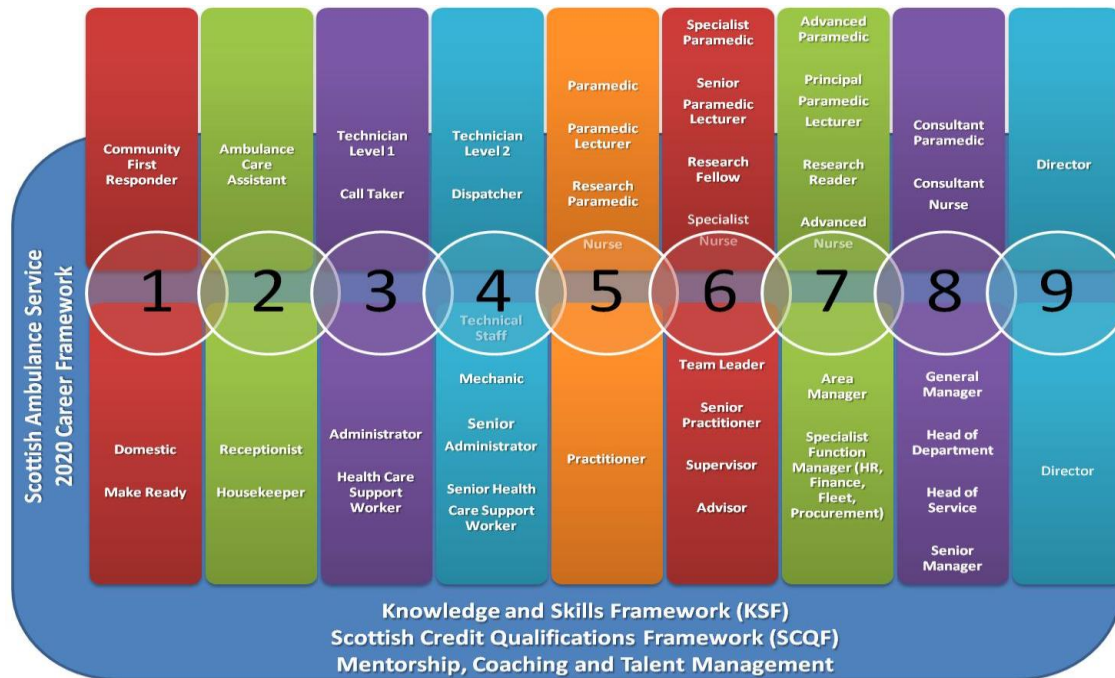 Scottish Ambulance Service
2020 Career Framework
Community
First
Responder
Ambulance
Care
Assistant
Technician
Level 1
Call Taker
Technician
Level 2
Dispatcher
Paramedic
Paramedic
Lecturer
Research
Paramedic
Nurse
Specialist
Paramedic
Senior
Paramedic
Lecturer
Research
Fellow
Specialist
Nurse
Advanced
Paramedic
Principal
Paramedic
Lecturer
Research
Reader
Advanced
Nurse
Consultant
Paramedic
Consultant
Nurse
Director
1 2 3 4 5 6 7 8 9
Domestic
Make Ready
Receptionist
Housekeeper
Administrator
Health Care
Support
Worker
Technical
Staff
Mechanic
Senior
Administrator
Senior Health
Care Support
Worker
Practitioner
Team Leader
Senior
Practitioner
Supervisor
Advisor
Area
Manager
Specialist
Function
Manager (HR,
Finance,
Fleet,
Procurement)
General
Manager
Head of
Department
Head of
Service
Senior
Manager
Director
Knowledge and Skills Framework (KSF)
Scottish Credit Qualifications Framework (SCQF)
Mentorship, Coaching and Talent Management